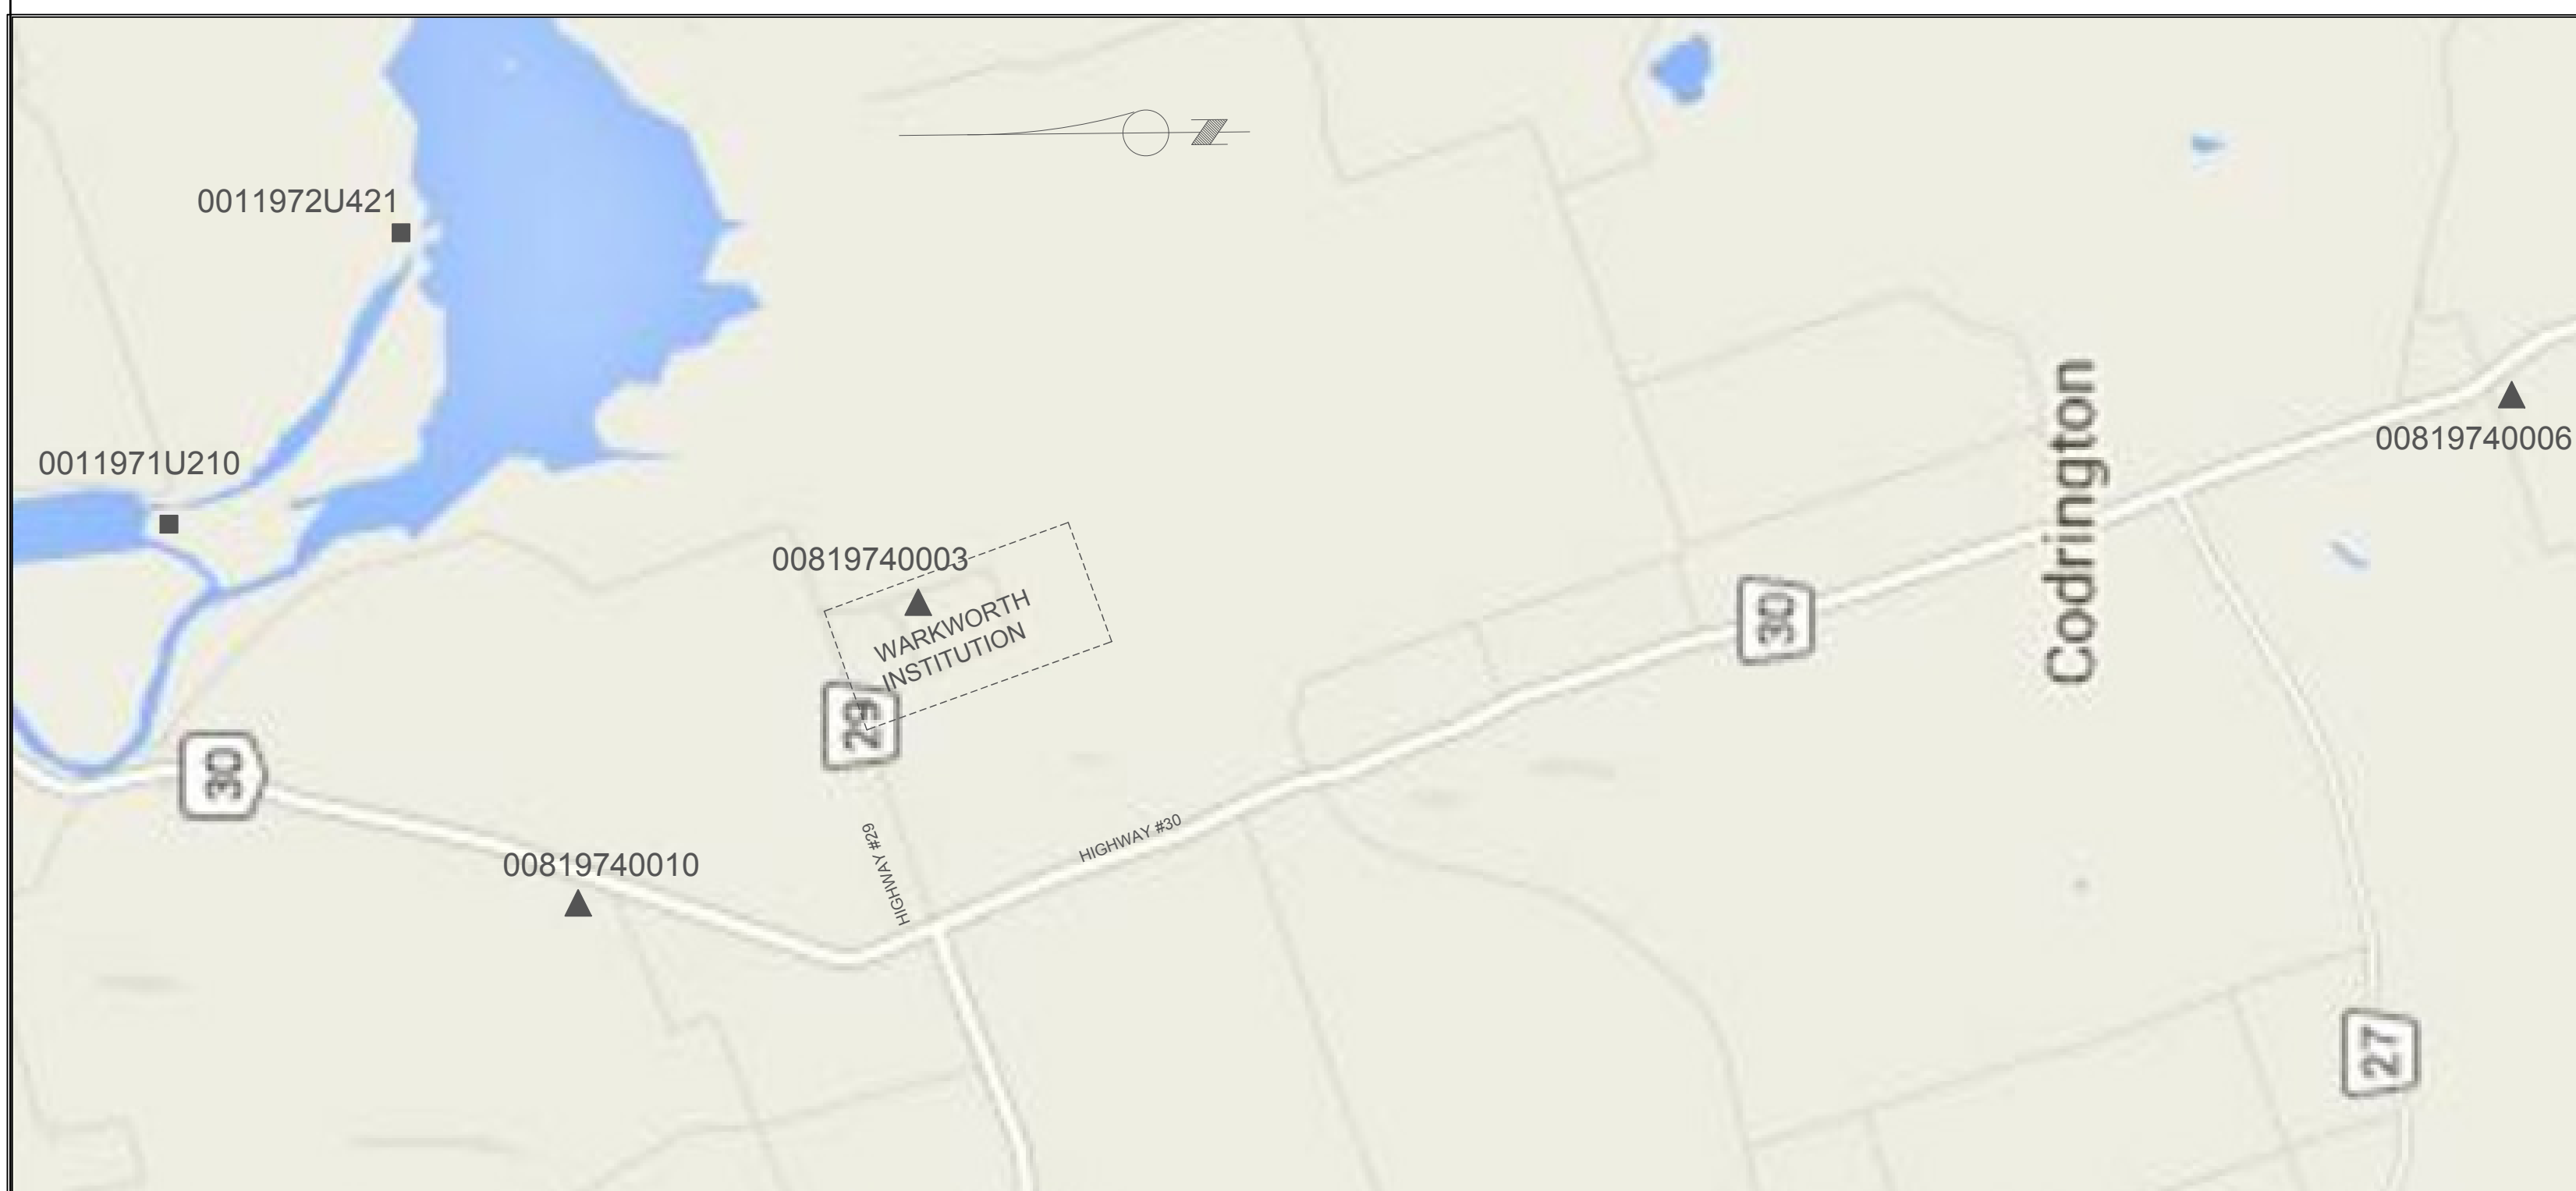 0011972U421
0011971U210
00819740003
WARKWORTH
INSTITUTION
29
30
HIGHWAY #29
HIGHWAY #30
00819740010
30
Codrington
00819740006
27
Z